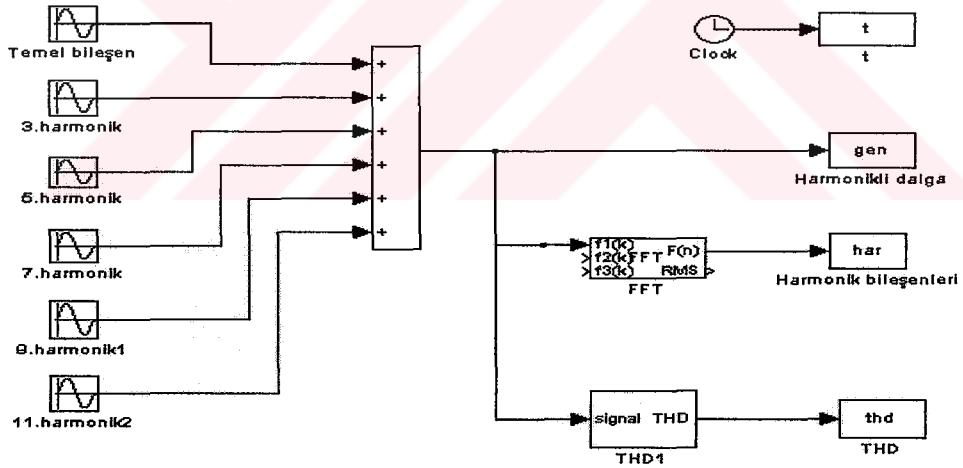 Temel bileşen
3.harmonik
5.harmonik
7.harmonik
9.harmonik1
11.harmonik2
+
+
+
+
+
+
Clock
t
t
gen
Harmonikli dalga
f1(k)
f2(k) FFT F(n)
f3(k) RMS
FFT
har
Harmonik bileşenleri
signal THD
THD1
thd
THD